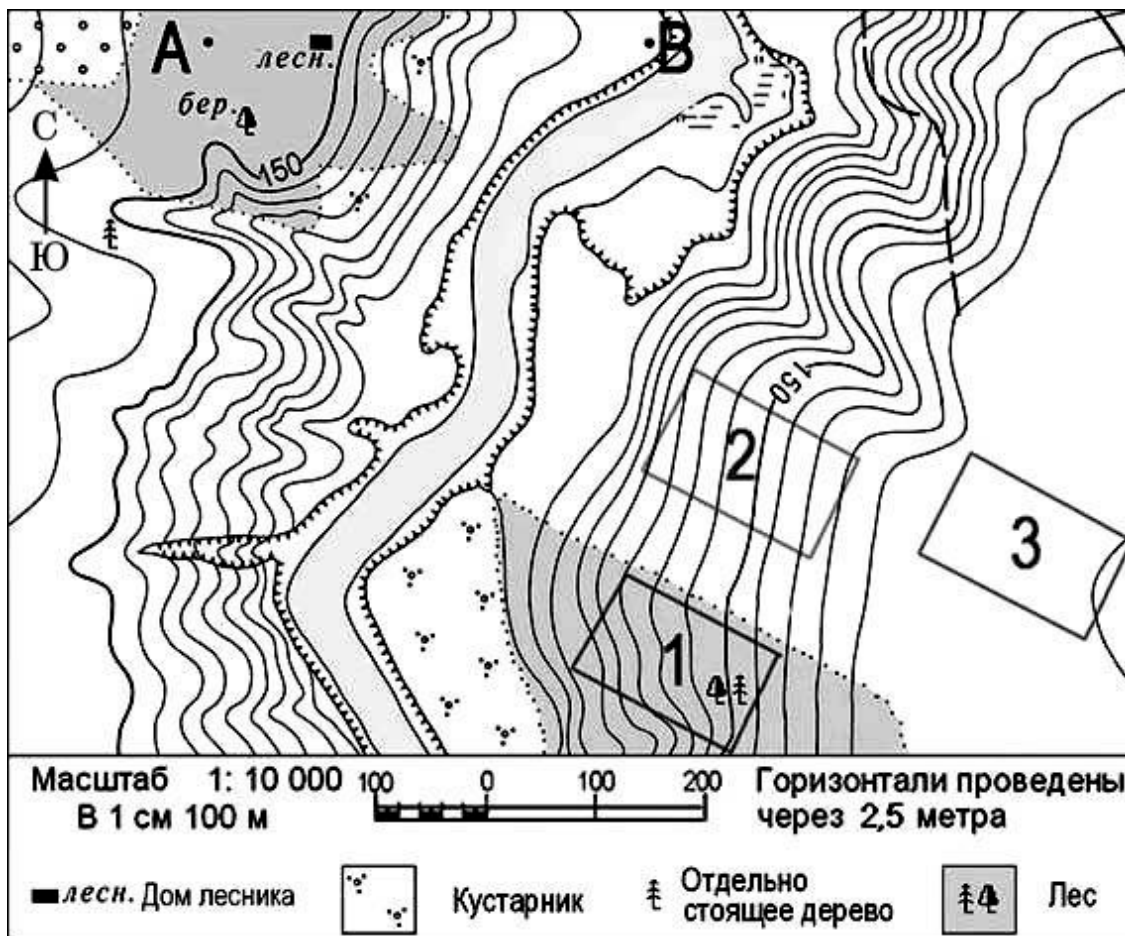 А
лесн.
В
бер.
С
150
Ю
150
2
3
1
Масштаб 1: 10 000
В 1 см 100 м
100 0 100 200
Горизонтали проведены
через 2,5 метра
лесн. Дом лесника
Кустарник
Отдельно
стоящее дерево
Лес